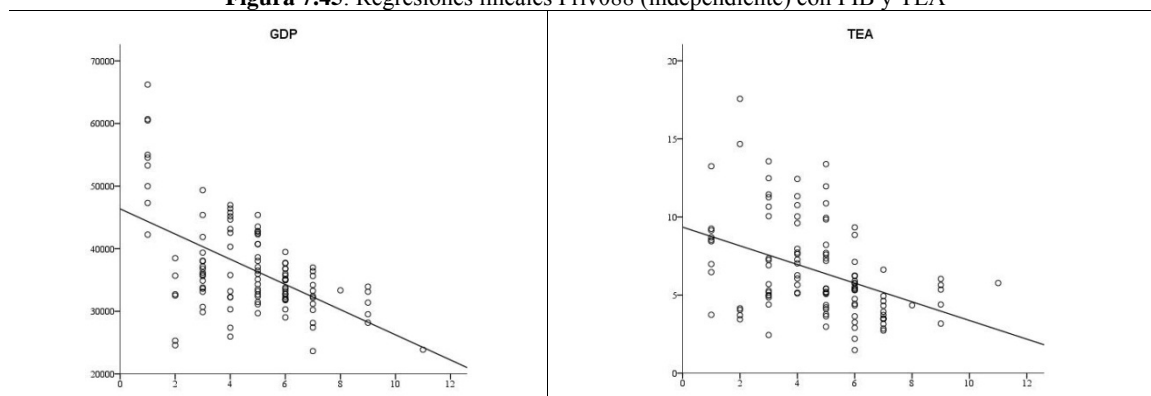 Figura 7.45: Regresiones lineales Priv088 (independiente) con PIB y TEA
GDP
70000
60000
50000
40000
30000
20000
0 2 4 6 8 10 12
TEA
20
15
10
5
0
0 2 4 6 8 10 12